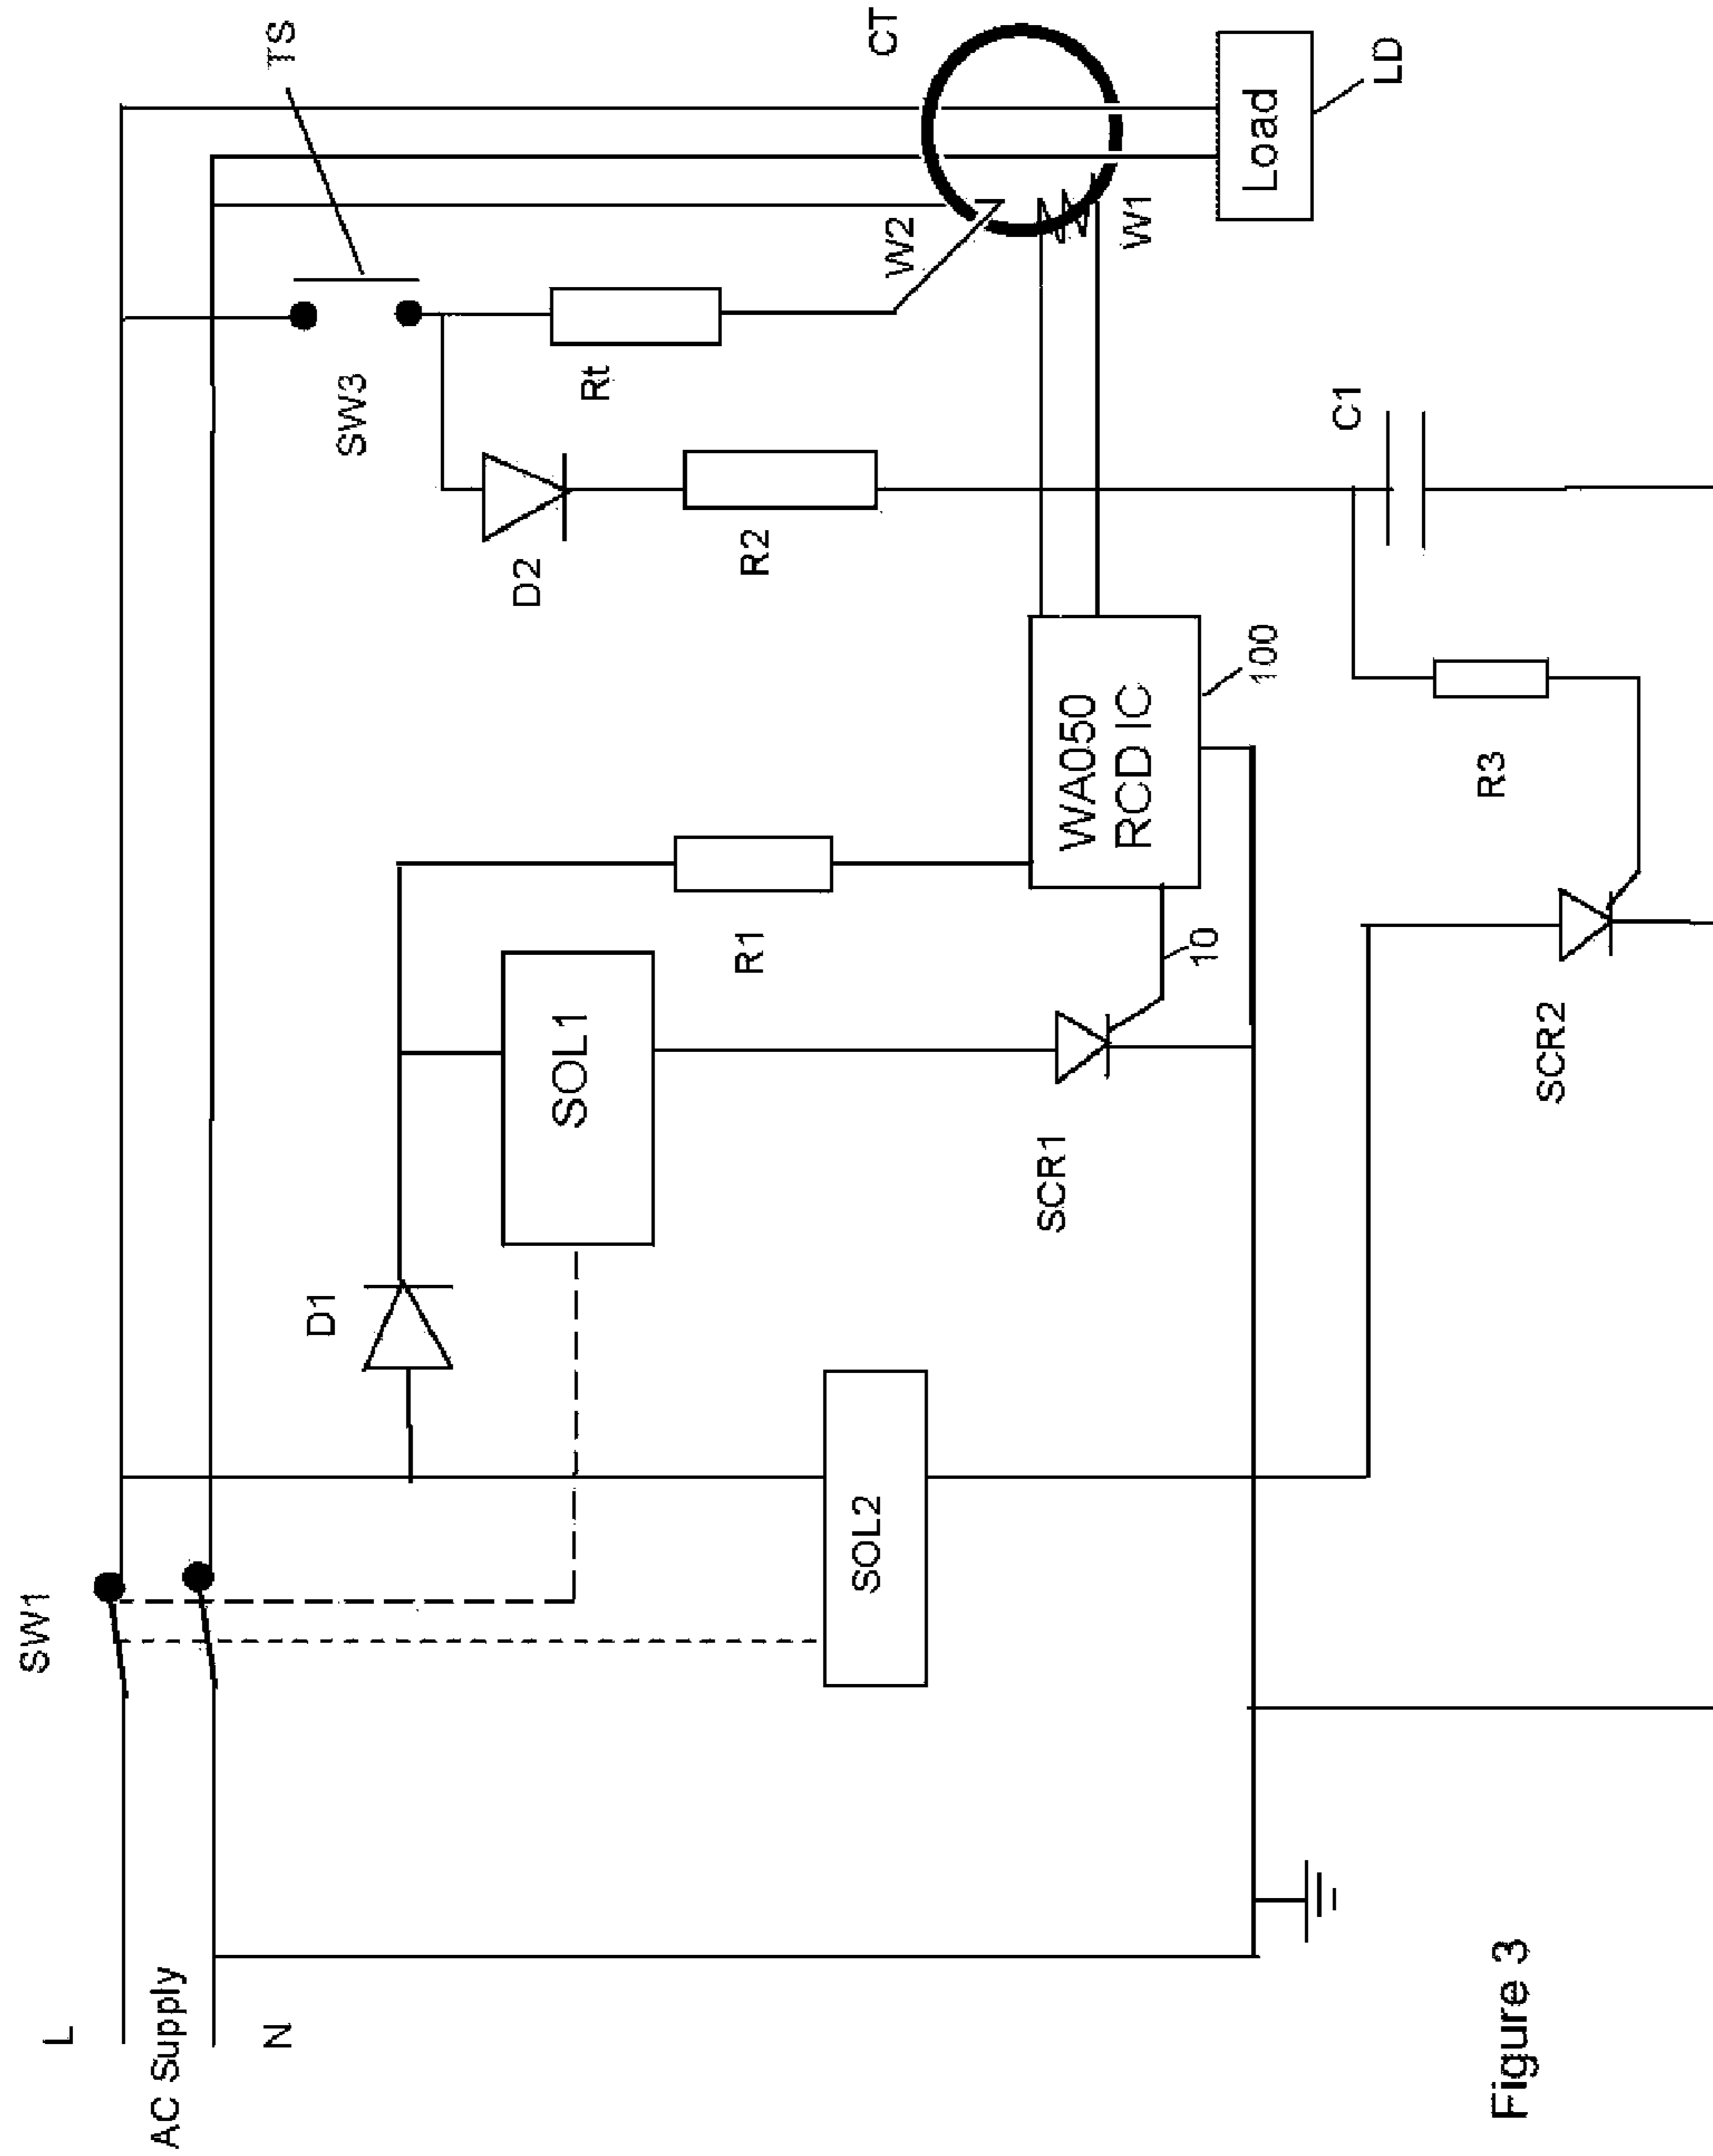 SW1
L
AC Supply
N
TS
CT
SW3
Rt
W2
W1
Load
LD
D2
R2
C1
D1
SOL1
R1
WA050
RCD IC
100
10
R3
SOL2
SCR1
SCR2
Figure 3